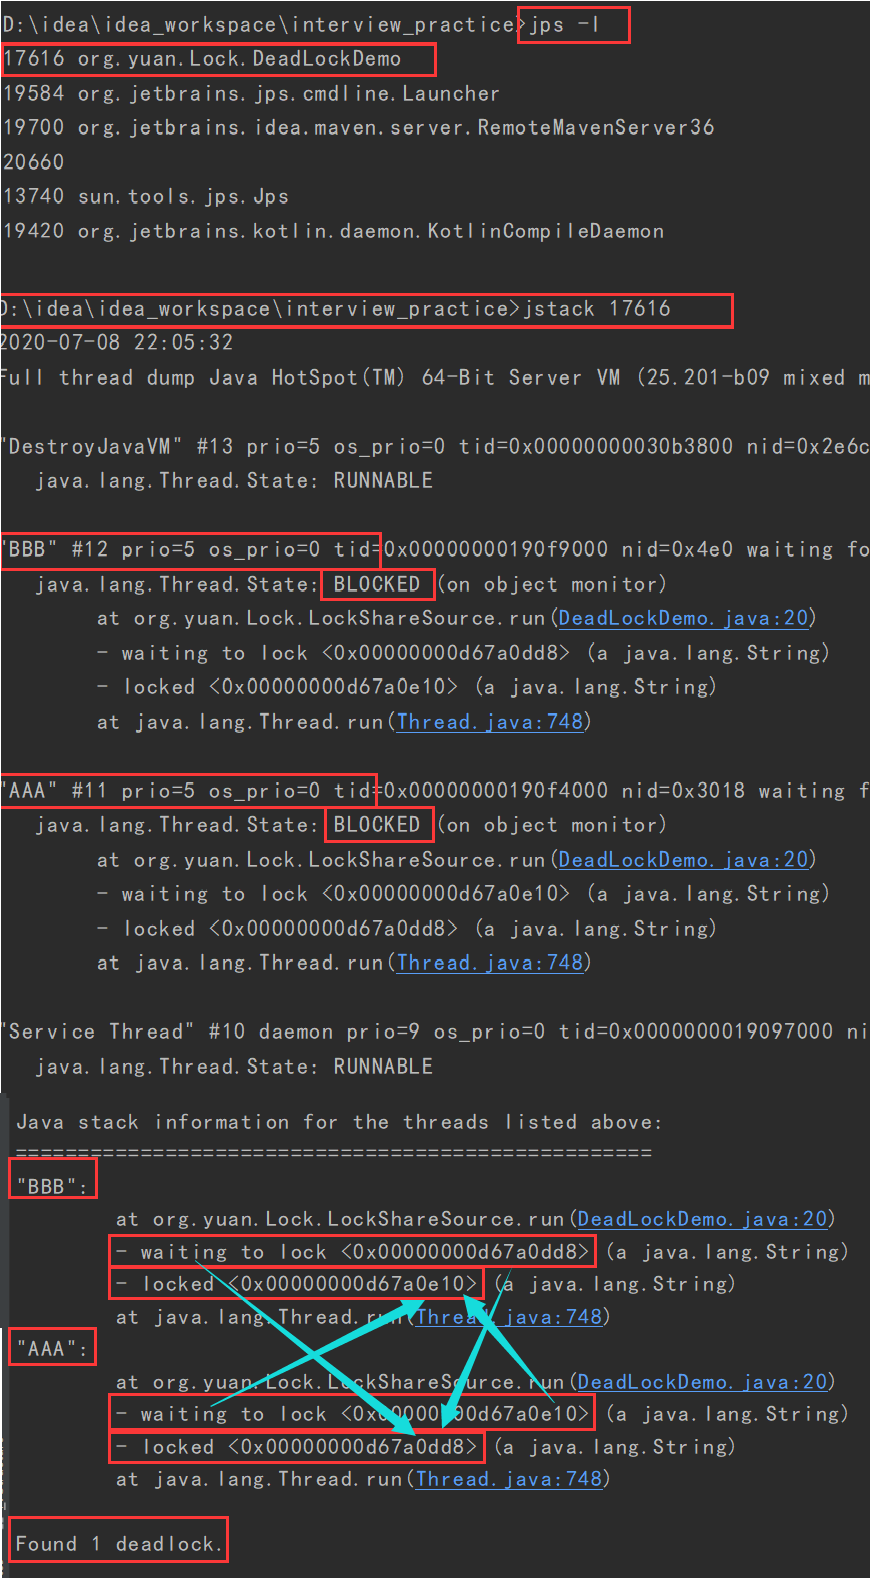 D:\idea\idea_workspace\interview_practice>jps -l
17616 org.yuan.Lock.DeadLockDemo
19584 org.jetbrains.jps.cmdline.Launcher
19700 org.jetbrains.idea.maven.server.RemoteMavenServer36
20660
13740 sun.tools.jps.Jps
19420 org.jetbrains.kotlin.daemon.KotlinCompileDaemon
D:\idea\idea_workspace\interview_practice>jstack 17616
2020-07-08 22:05:32
Full thread dump Java HotSpot(TM) 64-Bit Server VM (25.201-b09 mixed m
"DestroyJavaVM" #13 prio=5 os_prio=0 tid=0x00000000030b3800 nid=0x2e6c
java.lang.Thread.State: RUNNABLE
"BBB" #12 prio=5 os_prio=0 tid=0x00000000190f9000 nid=0x4e0 waiting fo
java.lang.Thread.State: BLOCKED (on object monitor)
at org.yuan.Lock.LockShareSource.run(DeadLockDemo.java:20)
- waiting to lock <0x00000000d67a0dd8> (a java.lang.String)
- locked <0x00000000d67a0e10> (a java.lang.String)
at java.lang.Thread.run(Thread.java:748)
"AAA" #11 prio=5 os_prio=0 tid=0x00000000190f4000 nid=0x3018 waiting f
java.lang.Thread.State: BLOCKED (on object monitor)
at org.yuan.Lock.LockShareSource.run(DeadLockDemo.java:20)
- waiting to lock <0x00000000d67a0e10> (a java.lang.String)
- locked <0x00000000d67a0dd8> (a java.lang.String)
at java.lang.Thread.run(Thread.java:748)
"Service Thread" #10 daemon prio=9 os_prio=0 tid=0x0000000019097000 ni
java.lang.Thread.State: RUNNABLE
Java stack information for the threads listed above:
===================================================
"BBB":
at org.yuan.Lock.LockShareSource.run(DeadLockDemo.java:20)
- waiting to lock <0x00000000d67a0dd8> (a java.lang.String)
- locked <0x00000000d67a0e10> (a java.lang.String)
at java.lang.Thread.run(Thread.java:748)
"AAA":
at org.yuan.Lock.LockShareSource.run(DeadLockDemo.java:20)
- waiting to lock <0x00000000d67a0e10> (a java.lang.String)
- locked <0x00000000d67a0dd8> (a java.lang.String)
at java.lang.Thread.run(Thread.java:748)
Found 1 deadlock.